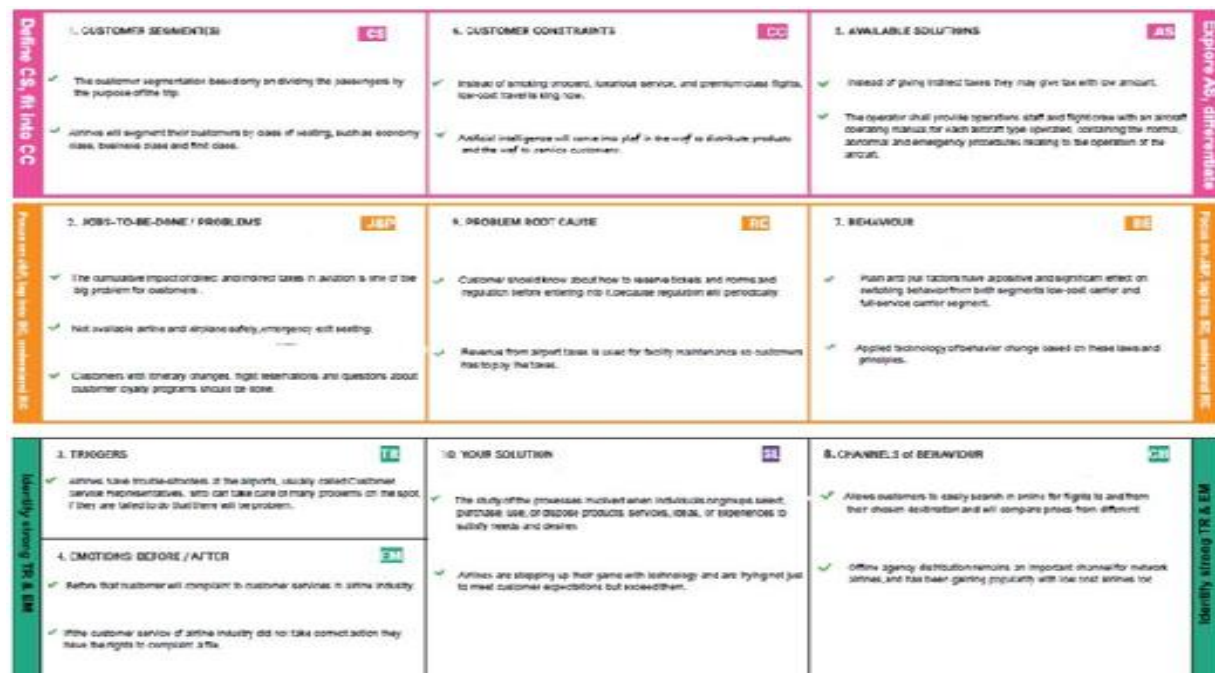 Define CS, fit into CC
1. CUSTOMER SEGMENT(S)
CS
The customer segmentation based only on dividing the passengers by
the purpose of the trip.
Airlines will segment their customers by class of seating, such as economy
class, business class and first class.
6. CUSTOMER CONSTRAINTS
CC
Instead of smoking prooted, luxurious service, and premium class flights,
low-cost travel is king now.
Artificial intelligence will come into play in the way to distribute products
and the way to service customers.
5. AVAILABLE SOLUTIONS
AS
Instead of giving indirect taxes they may give tax with low amount.
The operator shall provide operations staff and flight crew with an aircraft
operating manual for each aircraft type operated, containing the normal,
abnormal and emergency procedures relating to the operation of the
aircraft.
Explore AS, differentiate
Focus on J&P, tap into BE, understand RC
2. JOBS-TO-BE-DONE / PROBLEMS
J&P
The cumulative impact of direct and indirect taxes in aviation is one of the
big problem for customers.
Not available airline and airplane safely, emergency exit seating.
Customers with itinerary changes, flight reservations and questions about
customer loyalty programs should be done.
9. PROBLEM ROOT CAUSE
RC
Customer should know about how to reserve tickets and norms and
regulation before entering into it, because regulation will periodically.
Revenue from airport taxes is used for facility maintenance so customers
has to pay the taxes.
7. BEHAVIOUR
BE
Push and pull factors have a positive and significant effect on
switching behavior from both segments low-cost carrier and
full-service carrier segment.
Applied technology of behavior change based on these laws and
principles.
Focus on J&P, tap into BE, understand RC
Identify strong TR & EM
3. TRIGGERS
TR
Airlines have trouble-shooters at the airports, usually called Customer
Service Representatives, who can take care of many problems on the spot,
if they are failed to do that there will be problem.
4. EMOTIONS: BEFORE / AFTER
EM
Before that customer will complaint to customer services in airline industry.
If the customer service of airline industry did not take correct action they
have the rights to complaint a file.
10. YOUR SOLUTION
SL
The study of the processes involved when individuals or groups select,
purchase, use, or dispose products, services, ideas, or experiences to
satisfy needs and desires.
Airlines are stepping up their game with technology and are trying not just
to meet customer expectations but exceed them.
8. CHANNELS of BEHAVIOUR
CH
Allows customers to easily search in online for flights to and from
their chosen destination and will compare prices from different
Offline agency distribution remains an important channel for network
airlines, and has been gaining popularity with low cost airlines too
Identify strong TR & EM